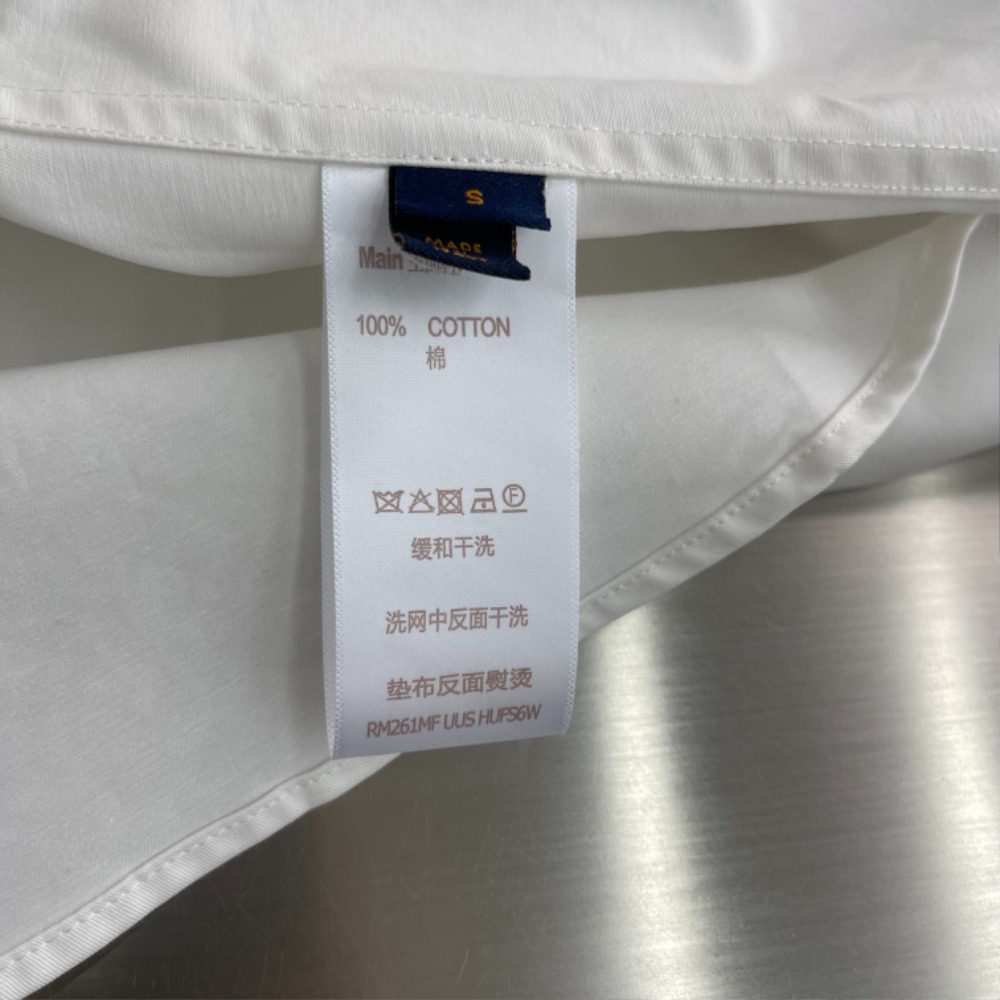 S
MADE
Main
100% COTTON
棉
F
缓和干洗
洗网中反面干洗
垫布反面熨烫
RM261MF UUS HUFS6W